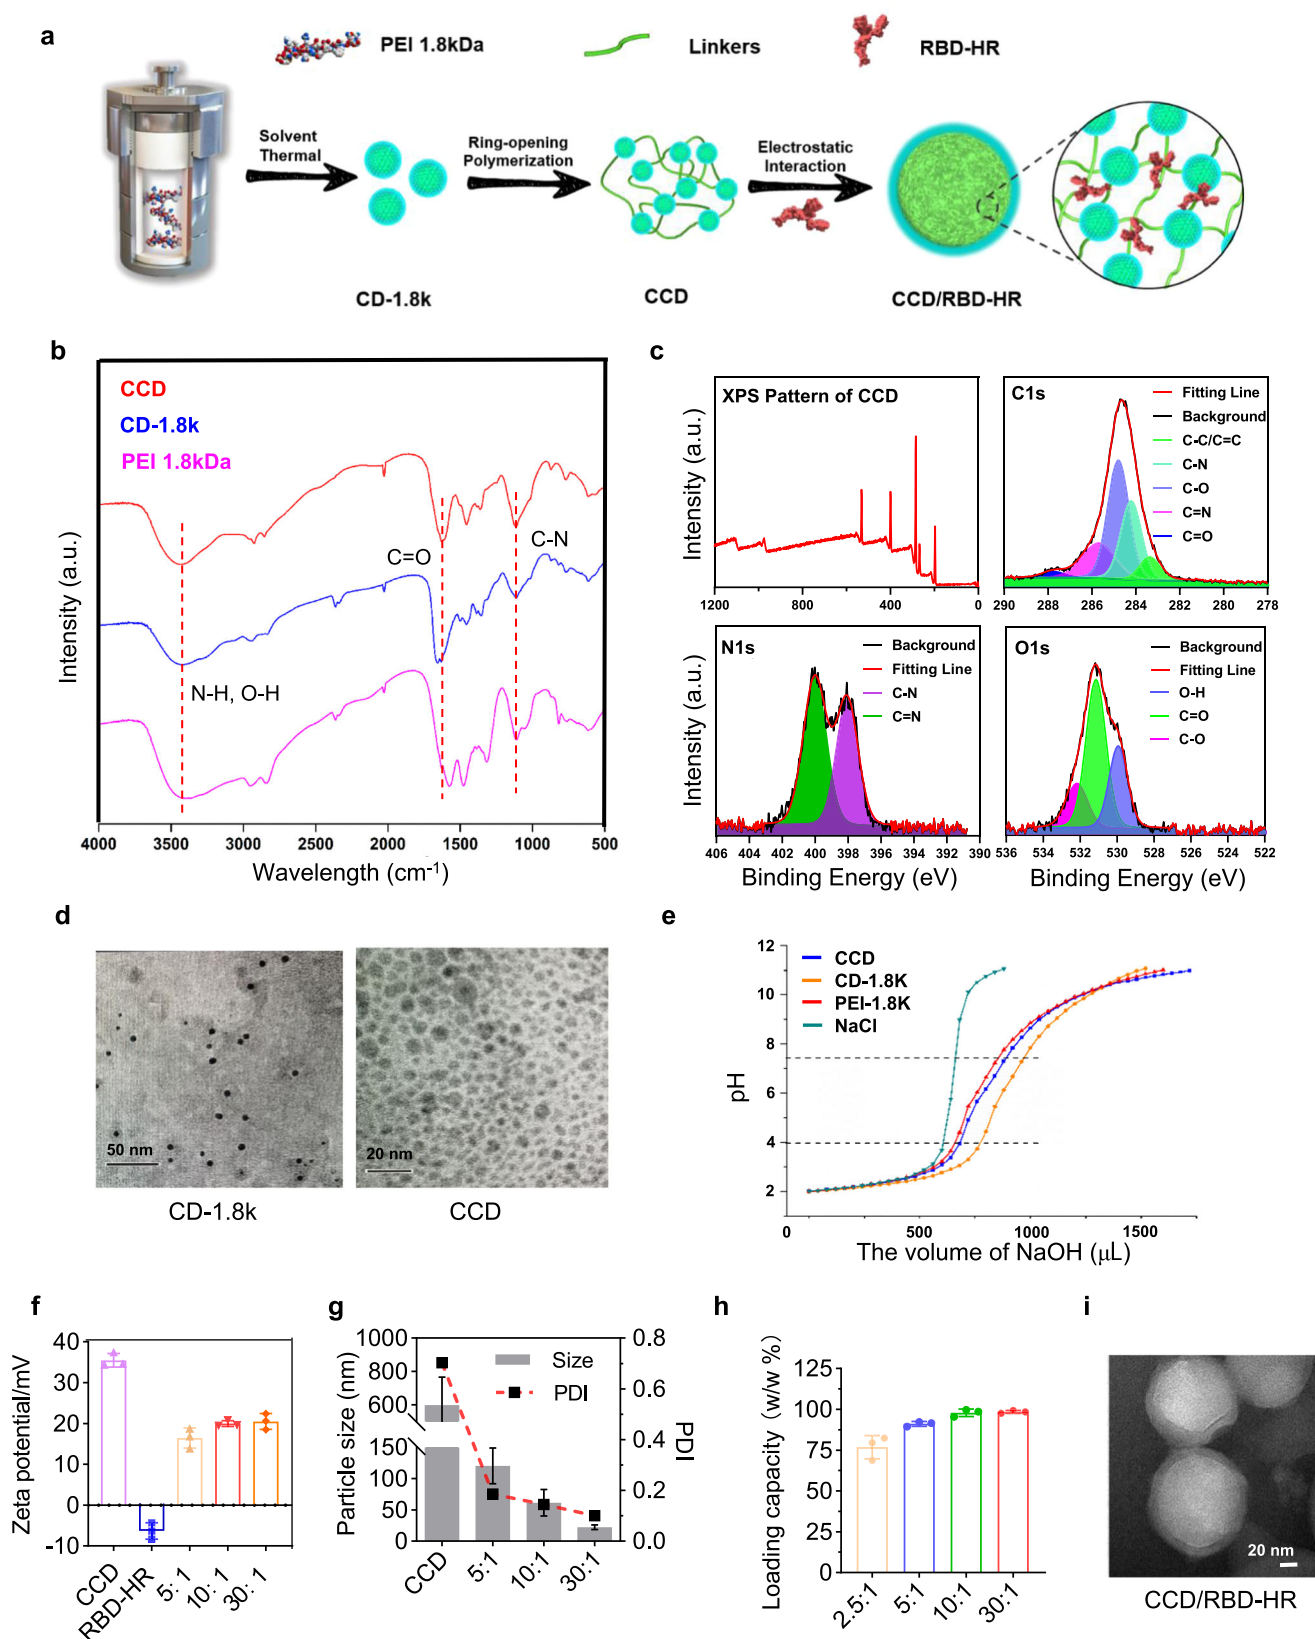 a
PEI 1.8kDa
Linkers
RBD-HR
Solvent
Thermal
Ring-opening
Polymerization
Electrostatic
Interaction
CD-1.8k
CCD
CCD/RBD-HR
b
CCD
CD-1.8k
PEI 1.8kDa
C=O
C-N
N-H, O-H
Intensity (a.u.)
4000 3500 3000 2500 2000 1500 1000 500
Wavelength (cm⁻¹)
c
XPS Pattern of CCD
Intensity (a.u.)
1200 800 400 0
C1s
Fitting Line
Background
C-C/C=C
C-N
C-O
C=N
C=O
290 288 286 284 282 280 278
N1s
Background
Fitting Line
C-N
C=N
Intensity (a.u.)
406 404 402 400 398 396 394 392 390
Binding Energy (eV)
O1s
Background
Fitting Line
O-H
C=O
C-O
536 534 532 530 528 526 524 522
Binding Energy (eV)
d
50 nm
CD-1.8k
20 nm
CCD
e
CCD
CD-1.8K
PEI-1.8K
NaCl
pH
12
10
8
6
4
2
0 500 1000 1500
The volume of NaOH (μL)
f
Zeta potential/mV
40
30
20
10
0
-10
CCD
RBD-HR
5:1
10:1
30:1
g
Particle size (nm)
1000
800
600
150
100
50
0
Size
PDI
0.8
0.6
0.4
0.2
0.0
PDI
CCD
5:1
10:1
30:1
h
Loading capacity (w/w %)
125
100
75
50
25
0
2.5:1
5:1
10:1
30:1
i
20 nm
CCD/RBD-HR